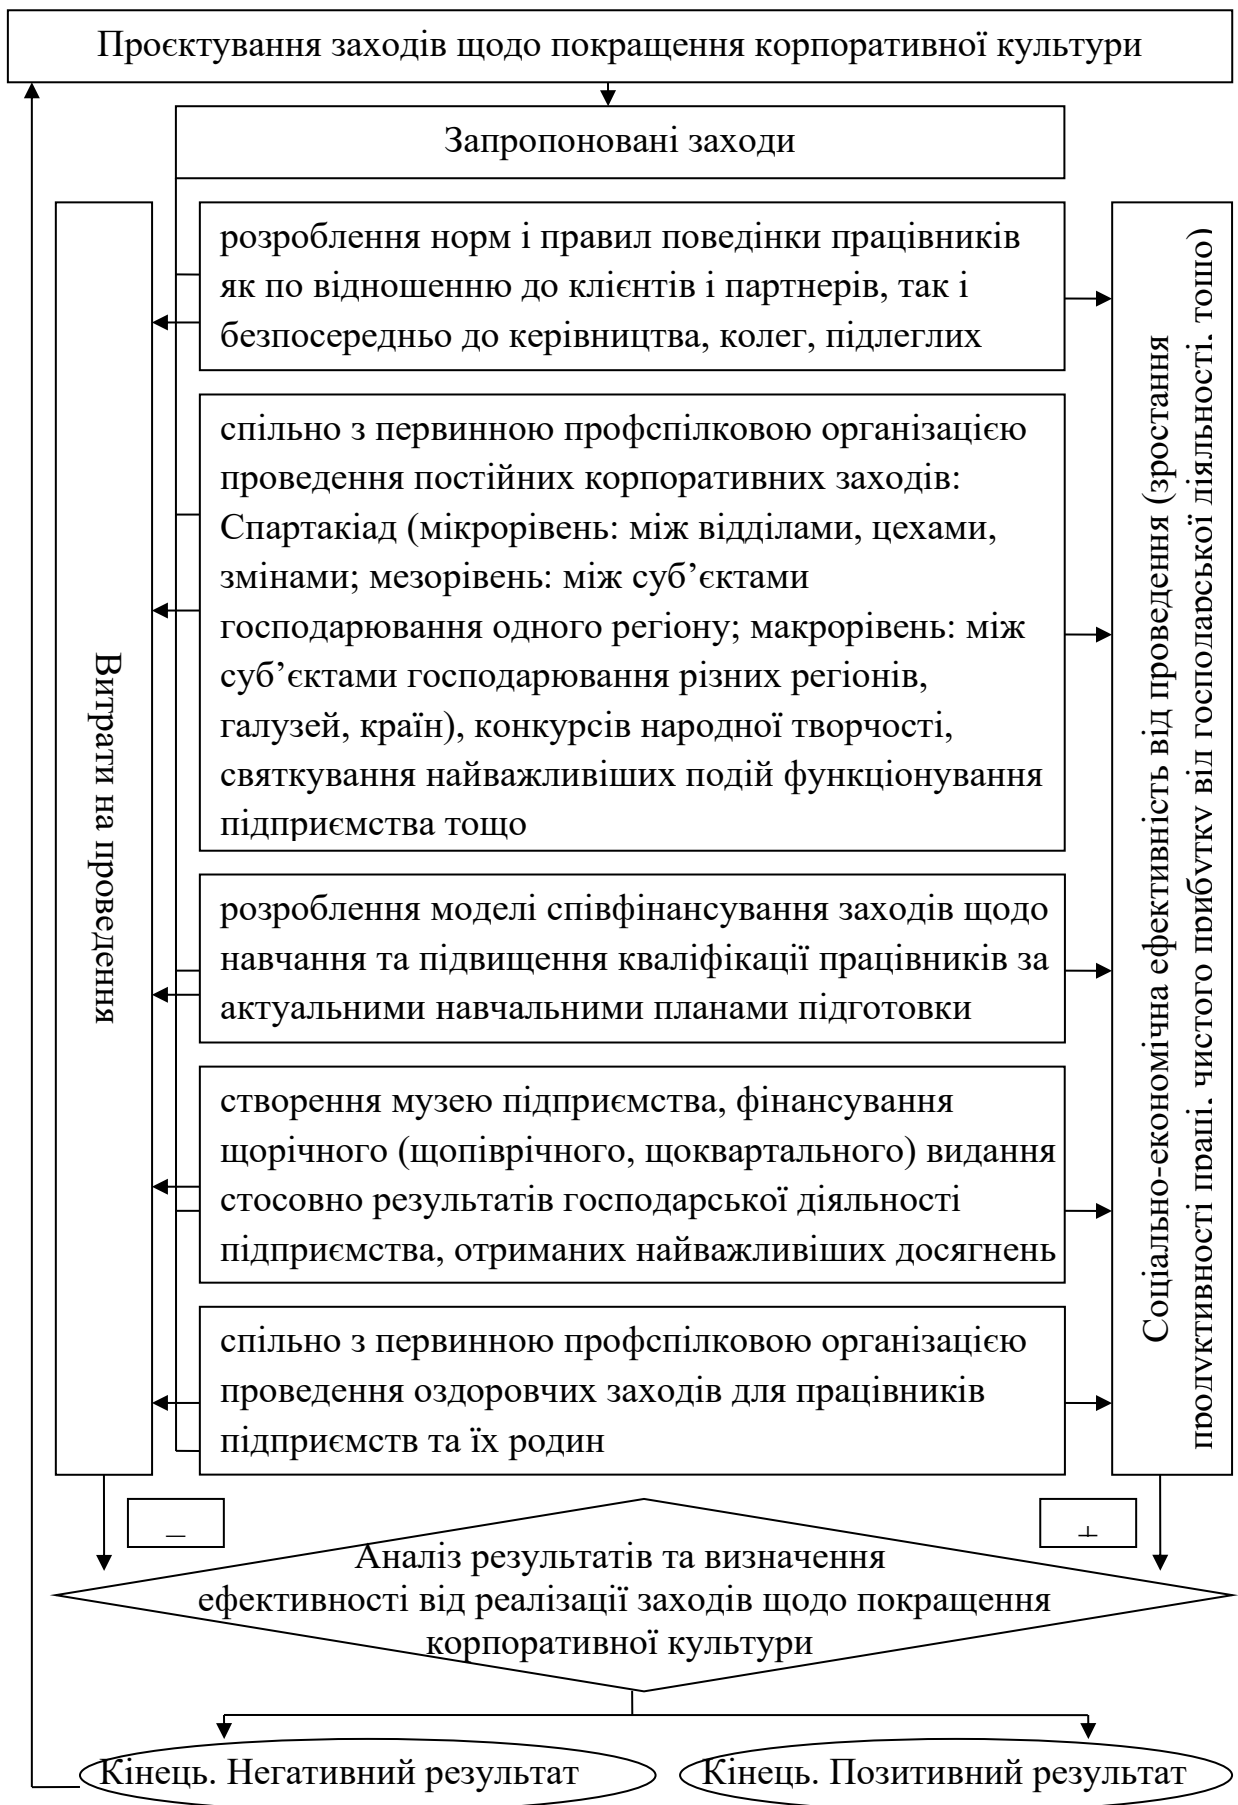 Проєктування заходів щодо покращення корпоративної культури
Запропоновані заходи
розроблення норм і правил поведінки працівників
як по відношенню до клієнтів і партнерів, так і
безпосередньо до керівництва, колег, підлеглих
спільно з первинною профспілковою організацією
проведення постійних корпоративних заходів:
Спартакіад (мікрорівень: між відділами, цехами,
змінами; мезорівень: між суб’єктами
господарювання одного регіону; макрорівень: між
суб’єктами господарювання різних регіонів,
галузей, країн), конкурсів народної творчості,
святкування найважливіших подій функціонування
підприємства тощо
розроблення моделі співфінансування заходів щодо
навчання та підвищення кваліфікації працівників за
актуальними навчальними планами підготовки
створення музею підприємства, фінансування
щорічного (щопіврічного, щоквартального) видання
стосовно результатів господарської діяльності
підприємства, отриманих найважливіших досягнень
спільно з первинною профспілковою організацією
проведення оздоровчих заходів для працівників
підприємств та їх родин
Витрати на проведення
Соціально-економічна ефективність від проведення (зростання
продуктивності праці, чистого прибутку від господарської діяльності, тощо)
–
+
Аналіз результатів та визначення
ефективності від реалізації заходів щодо покращення
корпоративної культури
Кінець. Негативний результат
Кінець. Позитивний результат